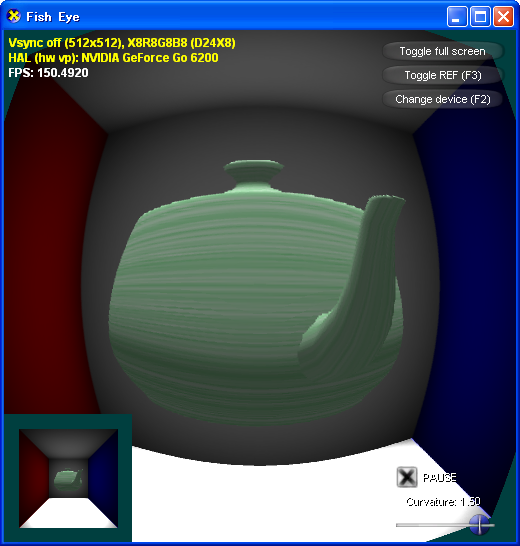 Fish Eye
Vsync off (512x512), X8R8G8B8 (D24X8)
HAL (hw vp): NVIDIA GeForce Go 6200
FPS: 150.4920
Toggle full screen
Toggle REF (F3)
Change device (F2)
PAUSE
Curvature: 1.50